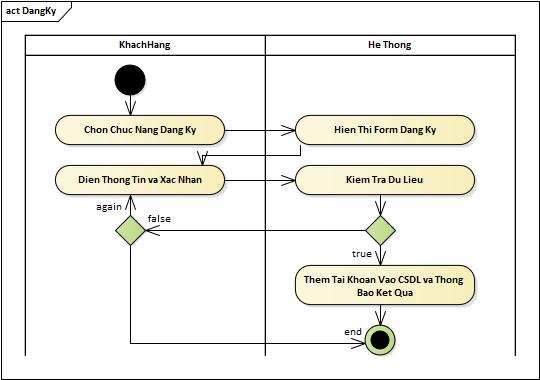 act DangKy
KhachHang
He Thong
Chon Chuc Nang Dang Ky
Hien Thi Form Dang Ky
Dien Thong Tin va Xac Nhan
Kiem Tra Du Lieu
again
false
true
Them Tai Khoan Vao CSDL va Thong
Bao Ket Qua
end